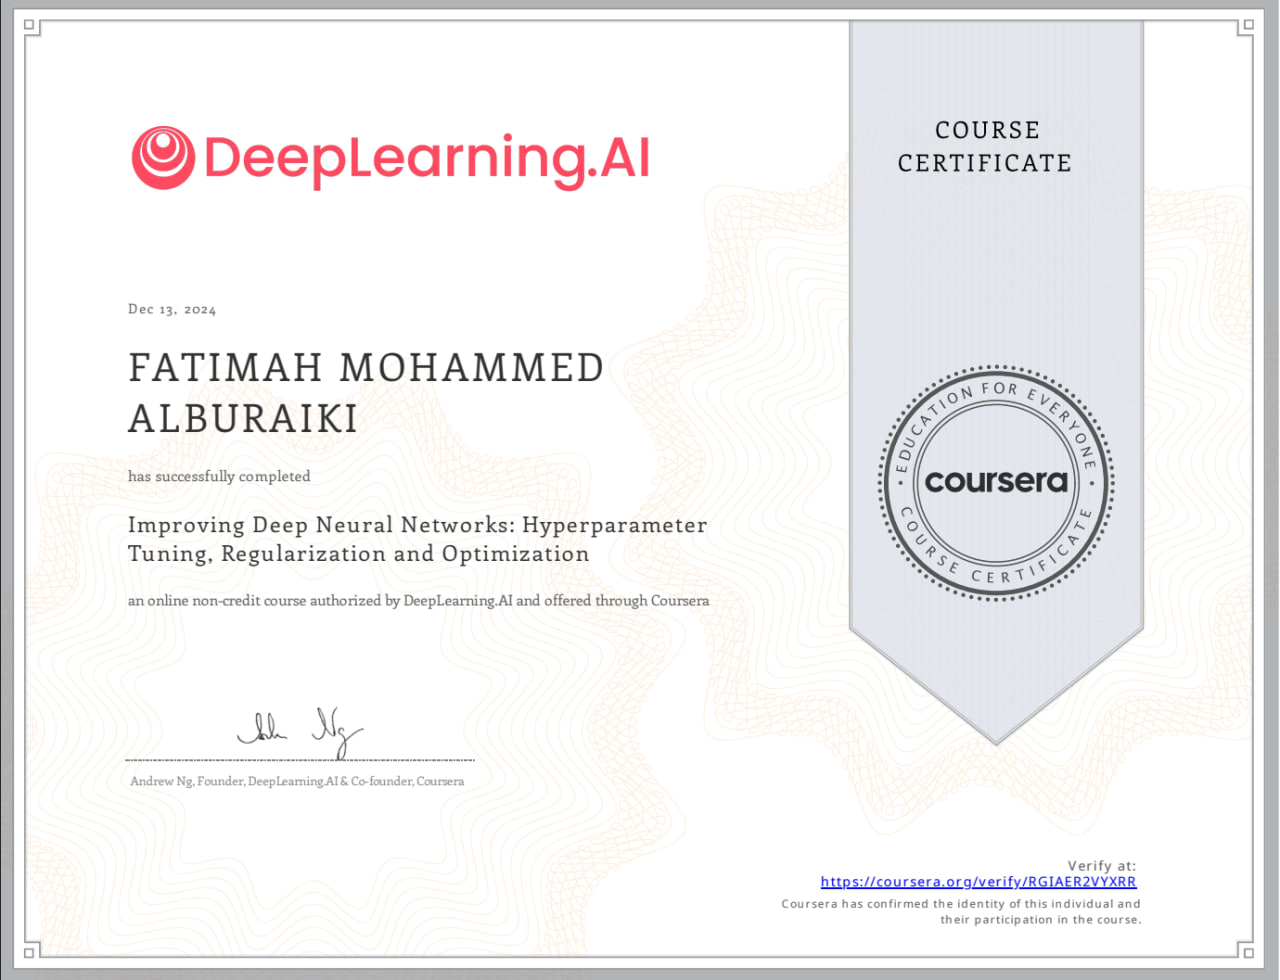 DeepLearning.AI
COURSE
CERTIFICATE
Dec 13, 2024
FATIMAH MOHAMMED
ALBURAIKI
has successfully completed
Improving Deep Neural Networks: Hyperparameter
Tuning, Regularization and Optimization
an online non-credit course authorized by DeepLearning.AI and offered through Coursera
EDUCATION FOR EVERYONE
coursera
COURSE CERTIFICATE
Andrew Ng, Founder, DeepLearning.AI & Co-founder, Coursera
Verify at:
https://coursera.org/verify/RGIAER2VYXRR
Coursera has confirmed the identity of this individual and
their participation in the course.